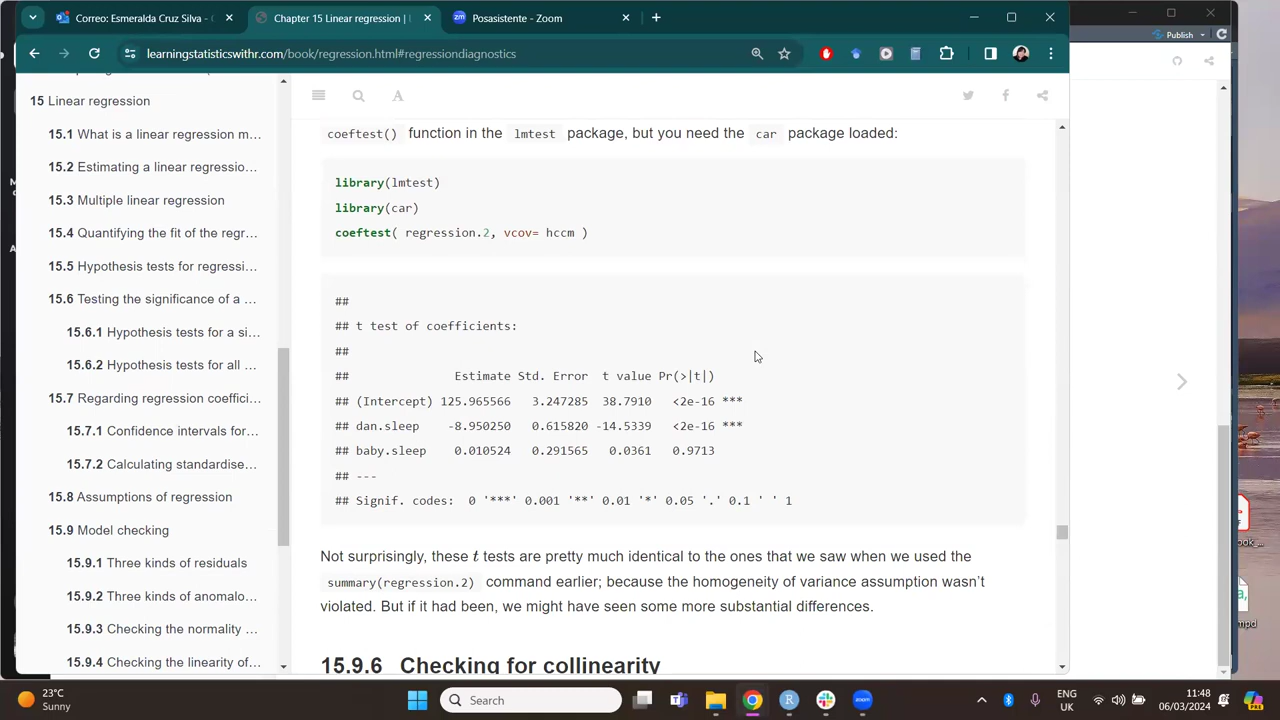 Correo: Esmeralda Cruz Silva -
Chapter 15 Linear regression |
Posasistente - Zoom
learningstatisticswithr.com/book/regression.html#regressiondiagnostics
Publish
15 Linear regression
15.1 What is a linear regression m...
15.2 Estimating a linear regressio...
15.3 Multiple linear regression
15.4 Quantifying the fit of the regr...
15.5 Hypothesis tests for regressi...
15.6 Testing the significance of a ...
15.6.1 Hypothesis tests for a si...
15.6.2 Hypothesis tests for all ...
15.7 Regarding regression coeffici...
15.7.1 Confidence intervals for...
15.7.2 Calculating standardise...
15.8 Assumptions of regression
15.9 Model checking
15.9.1 Three kinds of residuals
15.9.2 Three kinds of anomalo...
15.9.3 Checking the normality ...
15.9.4 Checking the linearity of...
coeftest() function in the lmtest package, but you need the car package loaded:
library(lmtest)
library(car)
coeftest( regression.2, vcov= hccm )
##
## t test of coefficients:
##
## Estimate Std. Error t value Pr(>|t|)
## (Intercept) 125.965566 3.247285 38.7910 <2e-16 ***
## dan.sleep -8.950250 0.615820 -14.5339 <2e-16 ***
## baby.sleep 0.010524 0.291565 0.0361 0.9713
## ---
## Signif. codes: 0 '***' 0.001 '**' 0.01 '*' 0.05 '.' 0.1 ' ' 1
Not surprisingly, these t tests are pretty much identical to the ones that we saw when we used the
summary(regression.2) command earlier; because the homogeneity of variance assumption wasn't
violated. But if it had been, we might have seen some more substantial differences.
15.9.6 Checking for collinearity
23°C
Sunny
Search
ENG
UK
11:48
06/03/2024